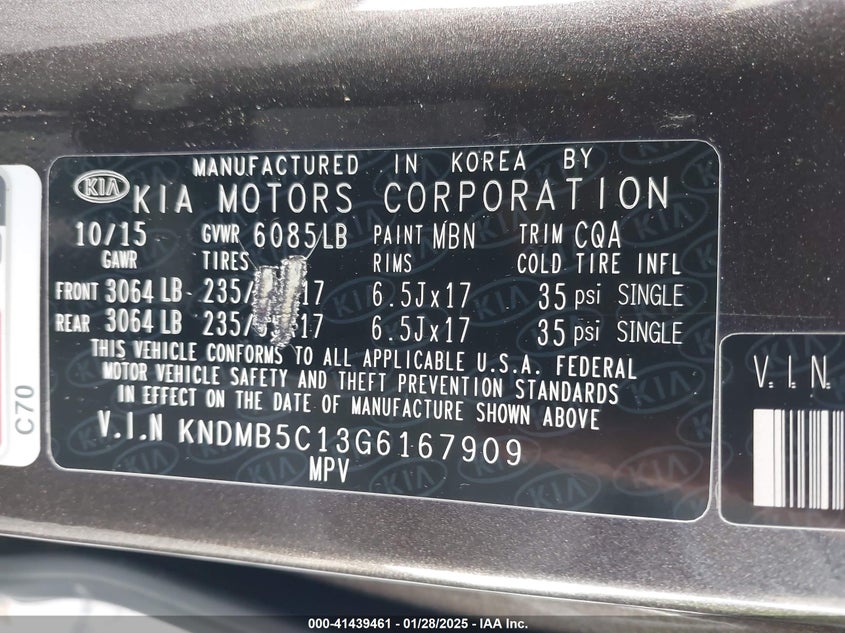 MANUFACTURED IN KOREA BY
KIA KIA MOTORS CORPORATION
10/15 GVWR 6085LB PAINT MBN TRIM CQA
GAWR TIRES RIMS COLD TIRE INFL
FRONT 3064 LB 235/ 17 6.5Jx17 35 psi SINGLE
REAR 3064 LB 235/ 17 6.5Jx17 35 psi SINGLE
THIS VEHICLE CONFORMS TO ALL APPLICABLE U.S.A. FEDERAL
MOTOR VEHICLE SAFETY AND THEFT PREVENTION STANDARDS
IN EFFECT ON THE DATE OF MANUFACTURE SHOWN ABOVE
V.I.N KNDMB5C13G6167909
MPV
C70
V.I.N.
000-41439461 - 01/28/2025 - IAA Inc.